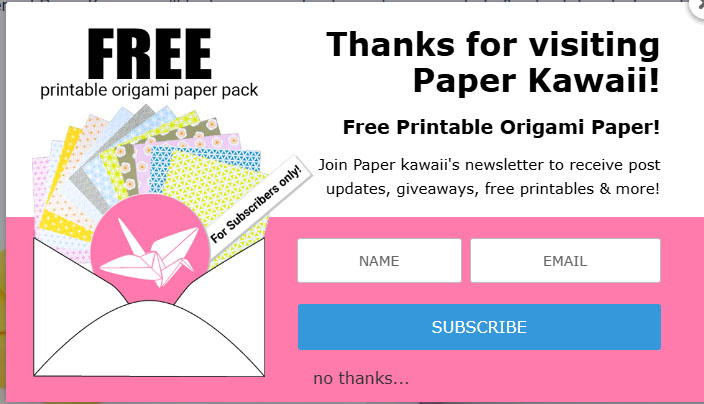 FREE
printable origami paper pack
For Subscribers only!
Thanks for visiting
Paper Kawaii!
Free Printable Origami Paper!
Join Paper kawaii's newsletter to receive post
updates, giveaways, free printables & more!
NAME
EMAIL
SUBSCRIBE
no thanks...